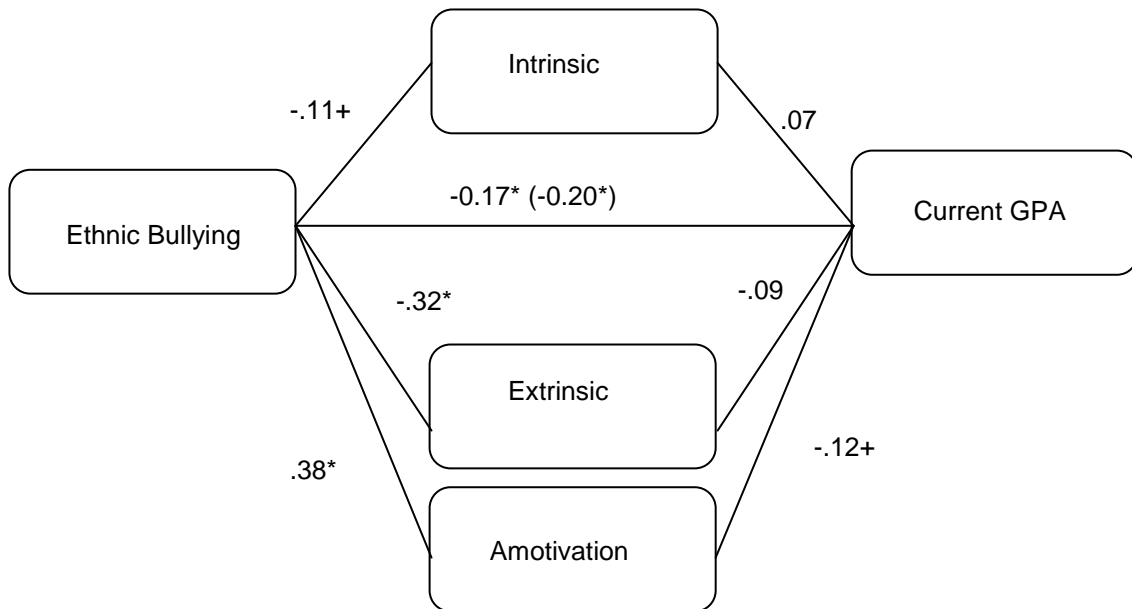 Intrinsic
-.11+
.07
-0.17* (-0.20*)
Current GPA
Ethnic Bullying
-.32*
-.09
Extrinsic
-.12+
.38*
Amotivation